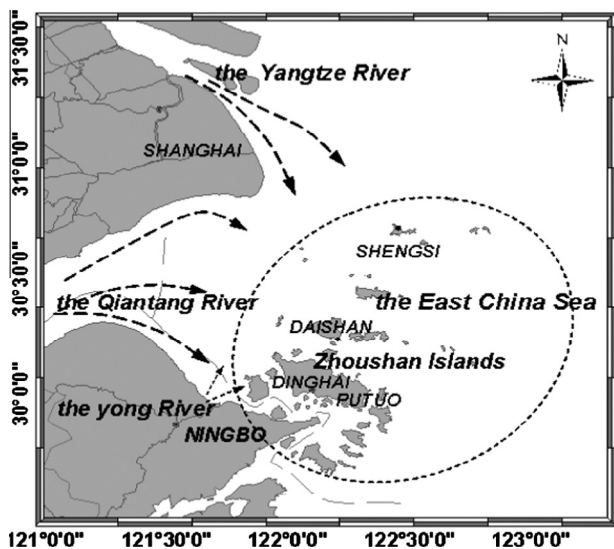 N
the Yangtze River
SHANGHAI
SHENGSI
the Qiantang River
the East China Sea
DAISHAN
Zhoushan Islands
DINGHAI
PUTUO
the yong River
NINGBO
31°30'0"
31°0'0"
30°30'0"
30°0'0"
121°0'0"
121°30'0"
122°0'0"
122°30'0"
123°0'0"